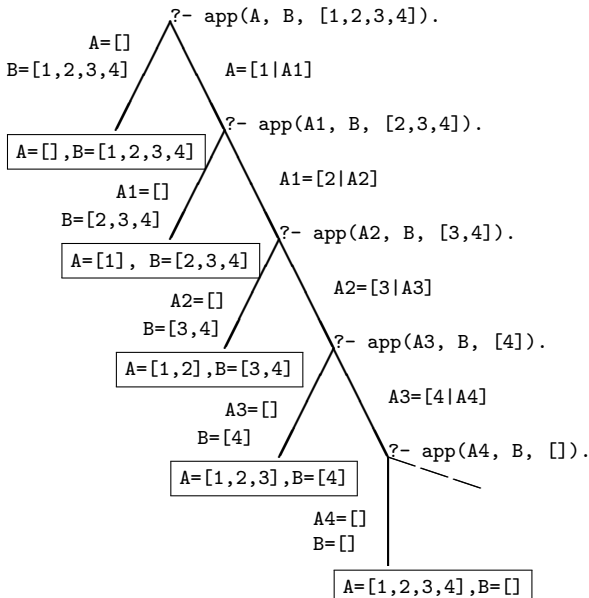 ?- app(A, B, [1,2,3,4]).
A=[]
B=[1,2,3,4]
A=[1|A1]
?- app(A1, B, [2,3,4]).
A=[],B=[1,2,3,4]
A1=[2|A2]
A1=[]
B=[2,3,4]
?- app(A2, B, [3,4]).
A=[1], B=[2,3,4]
A2=[3|A3]
A2=[]
B=[3,4]
?- app(A3, B, [4]).
A=[1,2],B=[3,4]
A3=[4|A4]
A3=[]
B=[4]
?- app(A4, B, []).
A=[1,2,3],B=[4]
A4=[]
B=[]
A=[1,2,3,4],B=[]